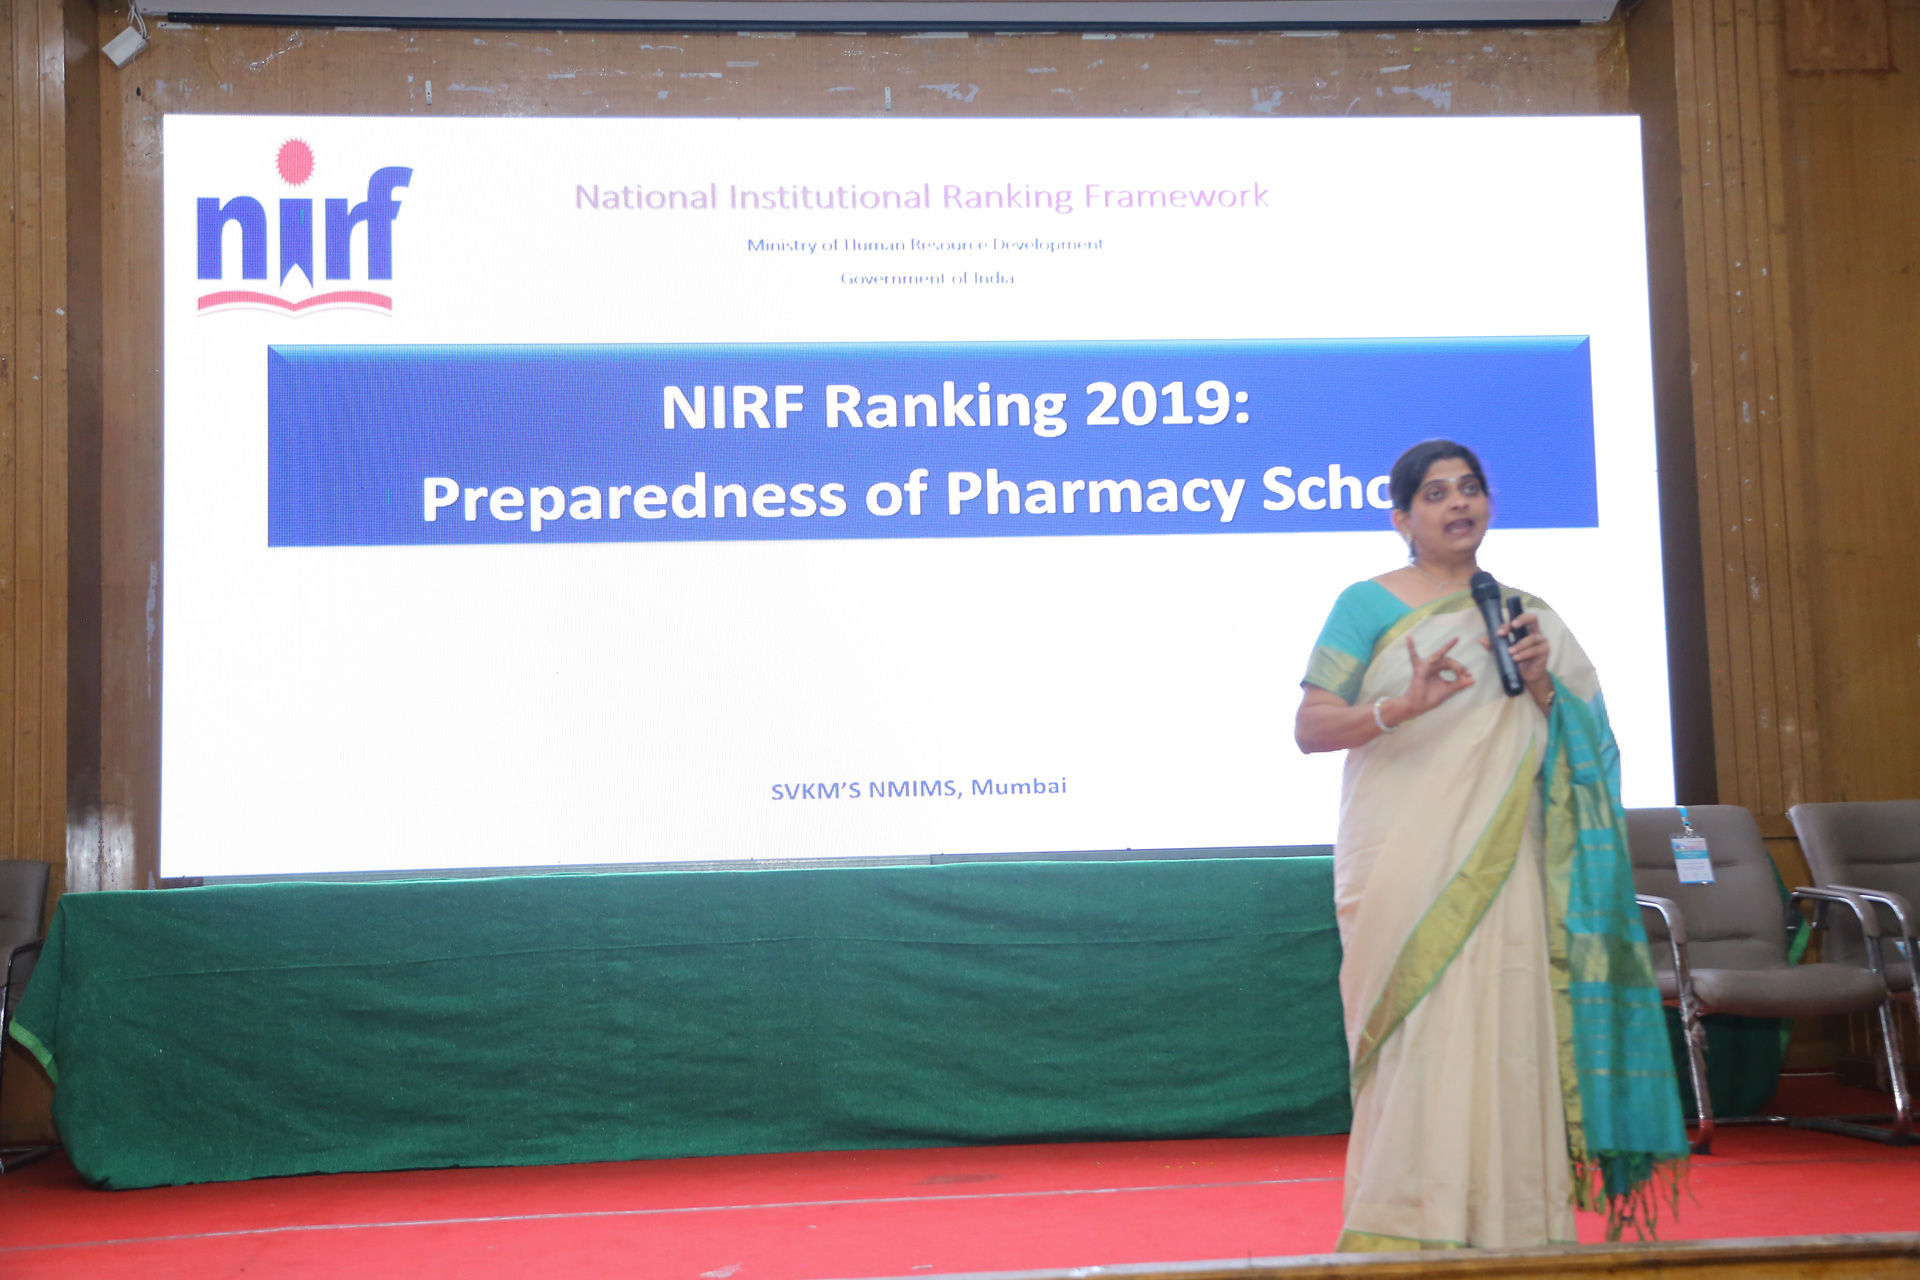 nirf
National Institutional Ranking Framework
Ministry of Human Resource Development
Government of India
NIRF Ranking 2019:
Preparedness of Pharmacy Scho
SVKM'S NMIMS, Mumbai